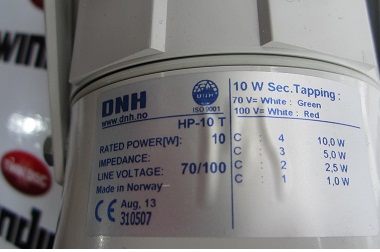 DNH
www.dnh.no
ISO 9001
HP-10 T
RATED POWER[W]: 10
IMPEDANCE:
LINE VOLTAGE: 70/100
Made in Norway
Aug, 13
310507
10 W Sec.Tapping :
70 V= White : Green
100 V= White : Red
C : 4 10,0 W
C : 3 5,0 W
C : 2 2,5 W
C : 1 1,0 W